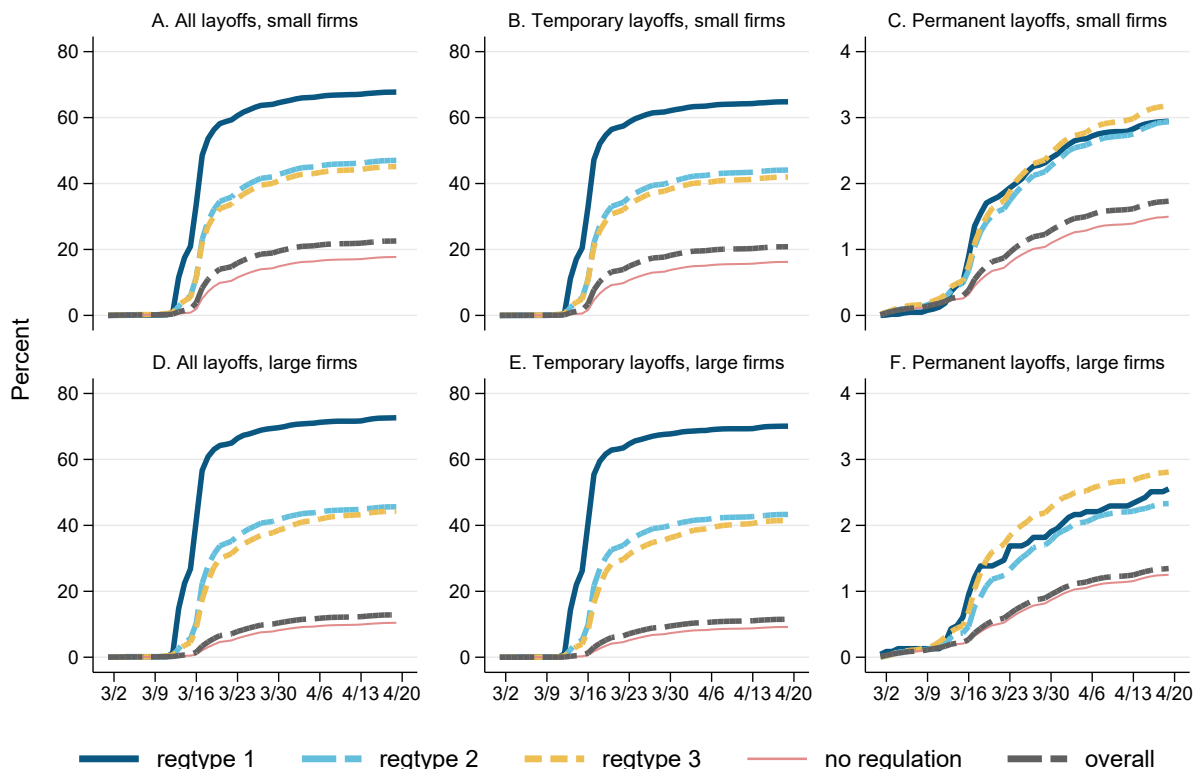 A. All layoffs, small firms
B. Temporary layoffs, small firms
C. Permanent layoffs, small firms
80
60
40
20
0
80
60
40
20
0
4
3
2
1
0
Percent
D. All layoffs, large firms
E. Temporary layoffs, large firms
F. Permanent layoffs, large firms
80
60
40
20
0
80
60
40
20
0
4
3
2
1
0
3/2 3/9 3/16 3/23 3/30 4/6 4/13 4/20
3/2 3/9 3/16 3/23 3/30 4/6 4/13 4/20
3/2 3/9 3/16 3/23 3/30 4/6 4/13 4/20
regtype 1 regtype 2 regtype 3 no regulation overall